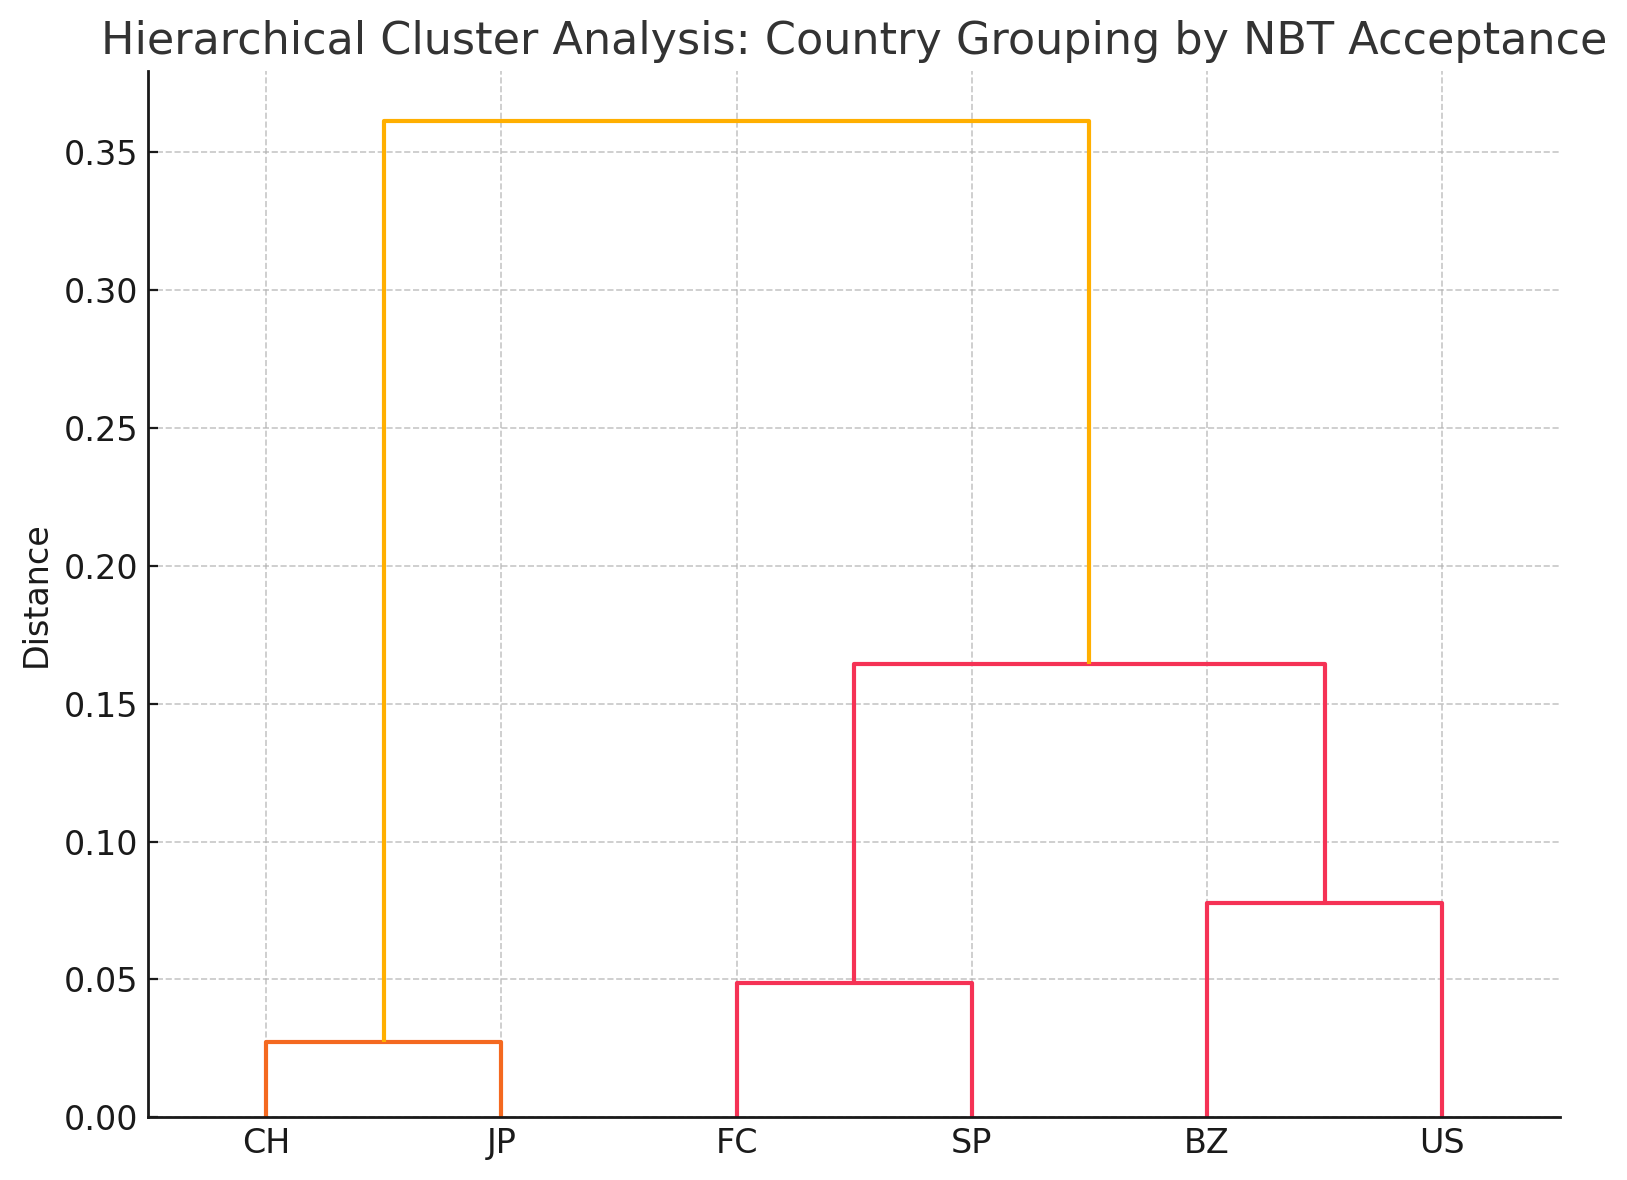 Hierarchical Cluster Analysis: Country Grouping by NBT Acceptance
Distance
0.35
0.30
0.25
0.20
0.15
0.10
0.05
0.00
CH JP FC SP BZ US